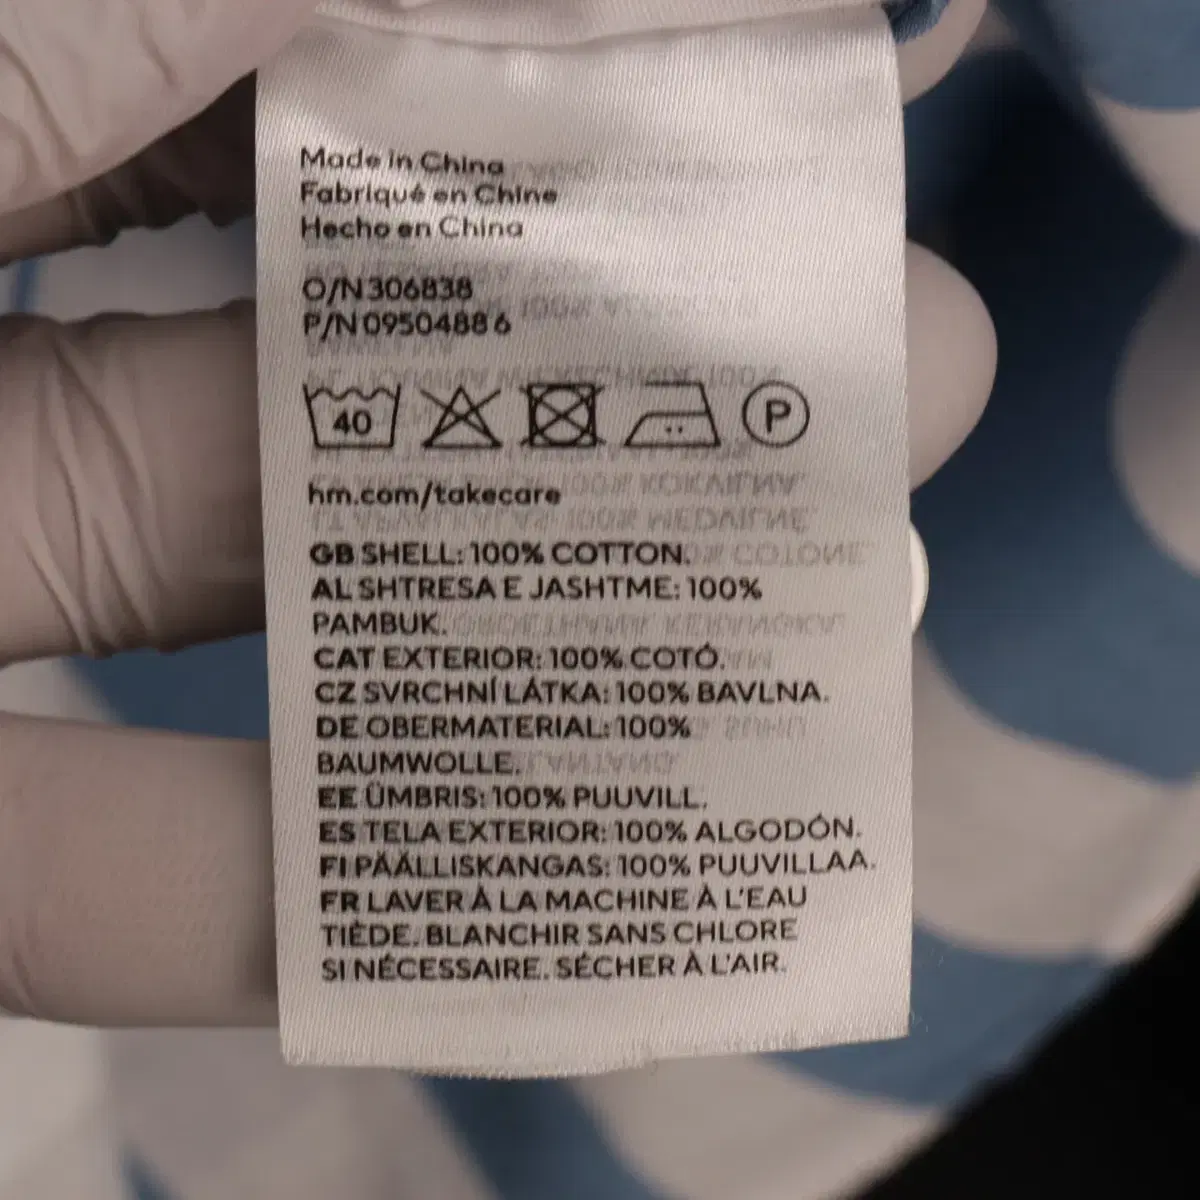 Made in China
Fabriqué en Chine
Hecho en China
O/N 306838
P/N 09504886
40 P
hm.com/takecare
GB SHELL: 100% COTTON.
AL SHTRESA E JASHTME: 100%
PAMBUK.
CAT EXTERIOR: 100% COTÓ.
CZ SVRCHNÍ LÁTKA: 100% BAVLNA.
DE OBERMATERIAL: 100%
BAUMWOLLE.
EE ÜMBRIS: 100% PUUVILL.
ES TELA EXTERIOR: 100% ALGODÓN.
FI PÄÄLLISKANGAS: 100% PUUVILLAA.
FR LAVER À LA MACHINE À L'EAU
TIÈDE. BLANCHIR SANS CHLORE
SI NÉCESSAIRE. SÉCHER À L'AIR.